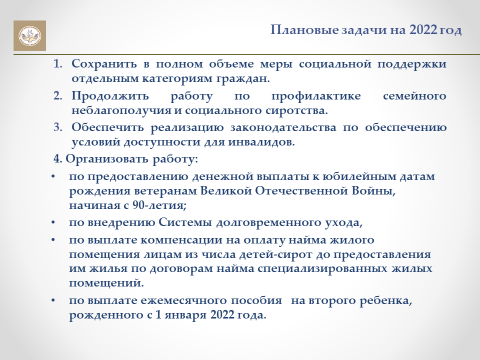 Плановые задачи на 2022 год
1. Сохранить в полном объеме меры социальной поддержки
отдельным категориям граждан.
2. Продолжить работу по профилактике семейного
неблагополучия и социального сиротства.
3. Обеспечить реализацию законодательства по обеспечению
условий доступности для инвалидов.
4. Организовать работу:
• по предоставлению денежной выплаты к юбилейным датам
рождения ветеранам Великой Отечественной Войны,
начиная с 90-летия;
• по внедрению Системы долговременного ухода,
• по выплате компенсации на оплату найма жилого
помещения лицам из числа детей-сирот до предоставления
им жилья по договорам найма специализированных жилых
помещений.
• по выплате ежемесячного пособия на второго ребенка,
рожденного с 1 января 2022 года.